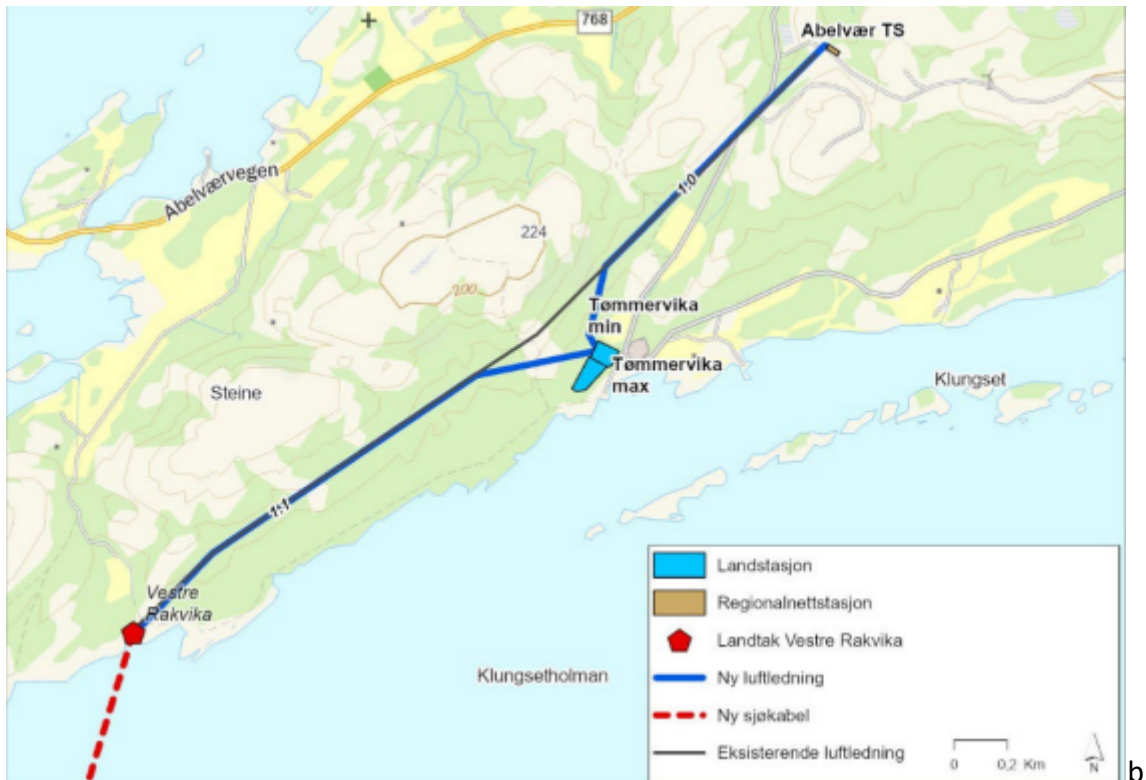 768
Abelvær TS
Abelværvegen
1:0
224
200
Tømmervika
min
Tømmervika
max
Klungset
Steine
1:1
Vestre
Rakvika
Klungsetholman
Landstasjon
Regionalnettstasjon
Landtak Vestre Rakvika
Ny luftledning
Ny sjøkabel
Eksisterende luftledning
0 0,2 Km
N
b